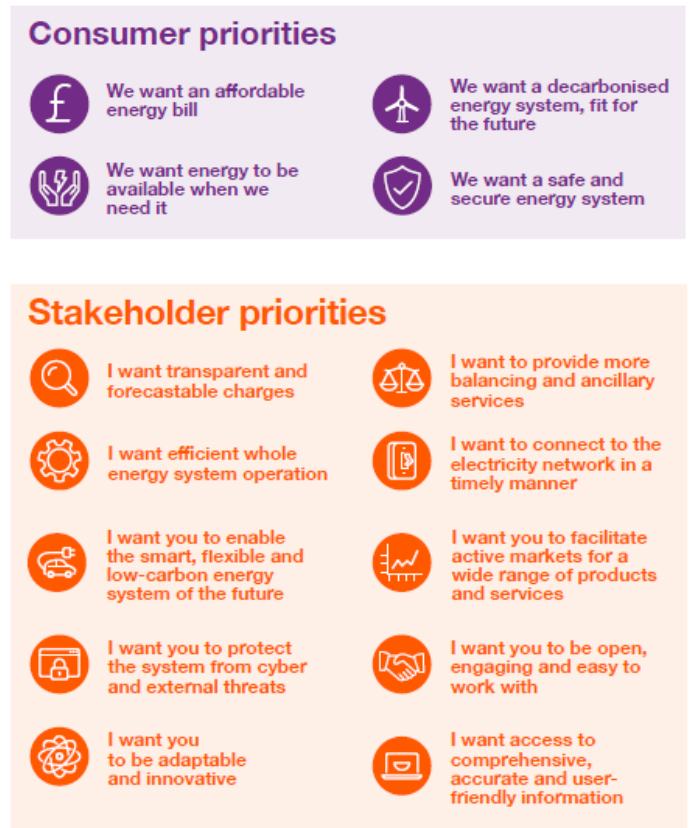 Consumer priorities
We want an affordable
energy bill
We want a decarbonised
energy system, fit for
the future
We want energy to be
available when we
need it
We want a safe and
secure energy system
Stakeholder priorities
I want transparent and
forecastable charges
I want to provide more
balancing and ancillary
services
I want efficient whole
energy system operation
I want to connect to the
electricity network in a
timely manner
I want you to enable
the smart, flexible and
low-carbon energy
system of the future
I want you to facilitate
active markets for a
wide range of products
and services
I want you to protect
the system from cyber
and external threats
I want you to be open,
engaging and easy to
work with
I want you
to be adaptable
and innovative
I want access to
comprehensive,
accurate and user-
friendly information